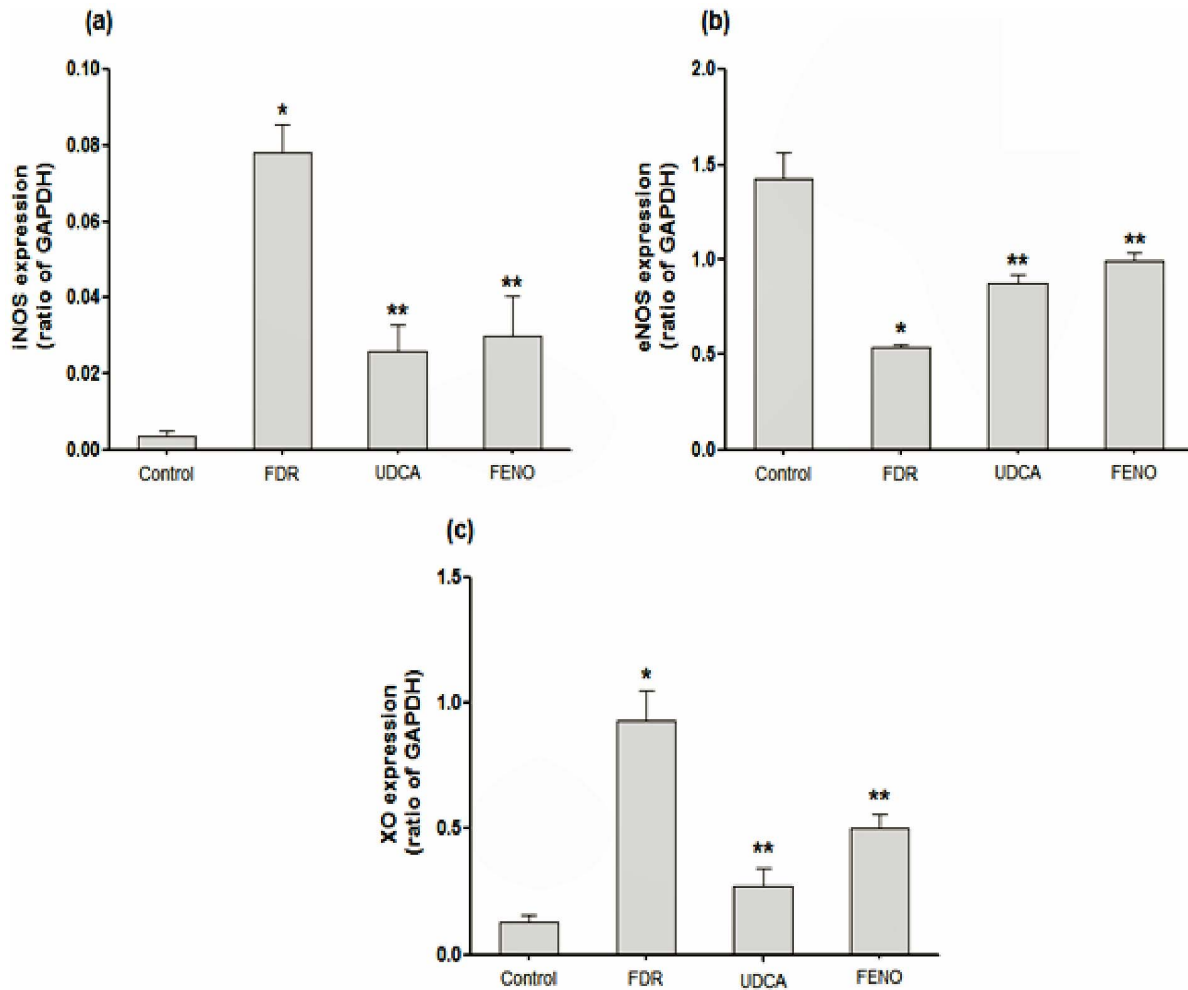 (a)
iNOS expression
(ratio of GAPDH)
0.10
0.08
0.06
0.04
0.02
0.00
*
**
**
Control
FDR
UDCA
FENO
(b)
eNOS expression
(ratio of GAPDH)
2.0
1.5
1.0
0.5
0.0
*
**
**
Control
FDR
UDCA
FENO
(c)
XO expression
(ratio of GAPDH)
1.5
1.0
0.5
0.0
*
**
**
Control
FDR
UDCA
FENO